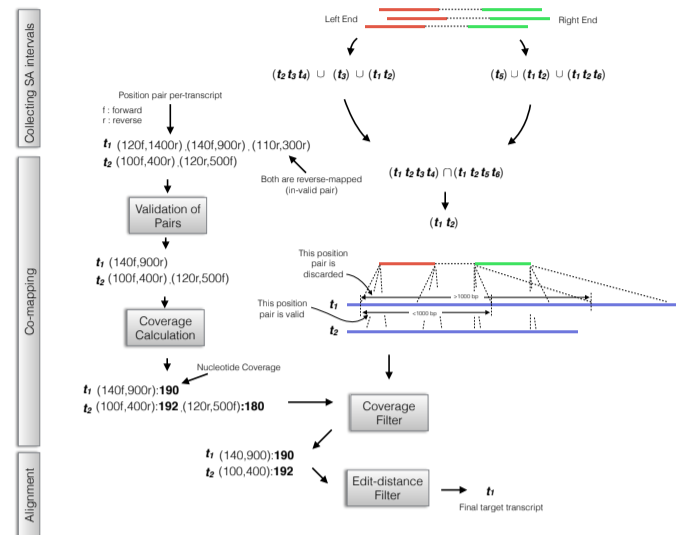 Collecting SA intervals
Left End
Right End
(t2 t3 t4) ∪ (t3) ∪ (t1 t2)
(t5) ∪ (t1 t2) ∪ (t1 t2 t6)
Position pair per-transcript
f : forward
r : reverse
t1 (120f,1400r),(140f,900r),(110r,300r)
t2 (100f,400r),(120r,500f)
Both are reverse-mapped
(in-valid pair)
(t1 t2 t3 t4) ∩ (t1 t2 t5 t6)
(t1 t2)
Co-mapping
Validation of
Pairs
t1 (140f,900r)
t2 (100f,400r),(120r,500f)
This position
pair is
discarded
>1000 bp
t1
This position
pair is valid
<1000 bp
t2
Coverage
Calculation
Nucleotide Coverage
t1 (140f,900r):190
t2 (100f,400r):192,(120r,500f):180
Coverage
Filter
t1 (140,900):190
t2 (100,400):192
Alignment
Edit-distance
Filter
t1
Final target transcript